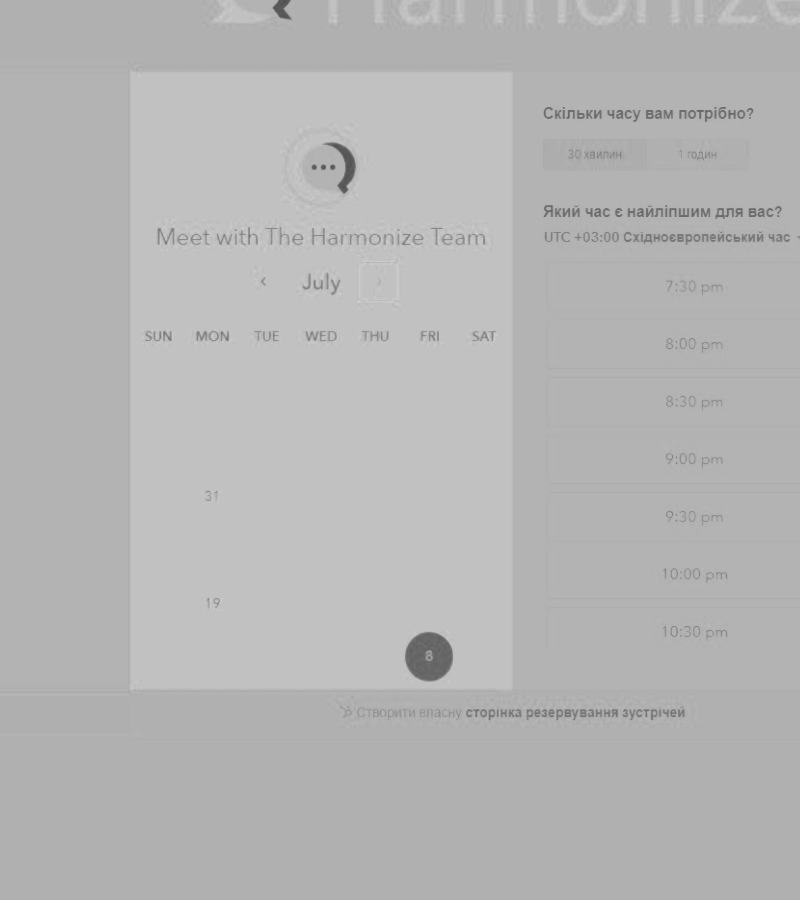 Harmonize
Meet with The Harmonize Team
July
SUN MON TUE WED THU FRI SAT
31
19
8
Скільки часу вам потрібно?
30 хвилин 1 годин
Який час є найліпшим для вас?
UTC +03:00 Східноєвропейський час
7:30 pm
8:00 pm
8:30 pm
9:00 pm
9:30 pm
10:00 pm
10:30 pm
Створити власну сторінка резервування зустрічей